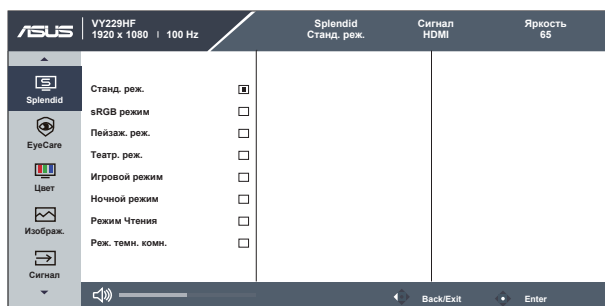 ASUS
VY229HF
1920 x 1080 | 100 Hz
Splendid
Станд. реж.
Сигнал
HDMI
Яркость
65
Splendid
EyeCare
Цвет
Изображ.
Сигнал
Станд. реж.
sRGB режим
Пейзаж. реж.
Театр. реж.
Игровой режим
Ночной режим
Режим Чтения
Реж. темн. комн.
Back/Exit
Enter